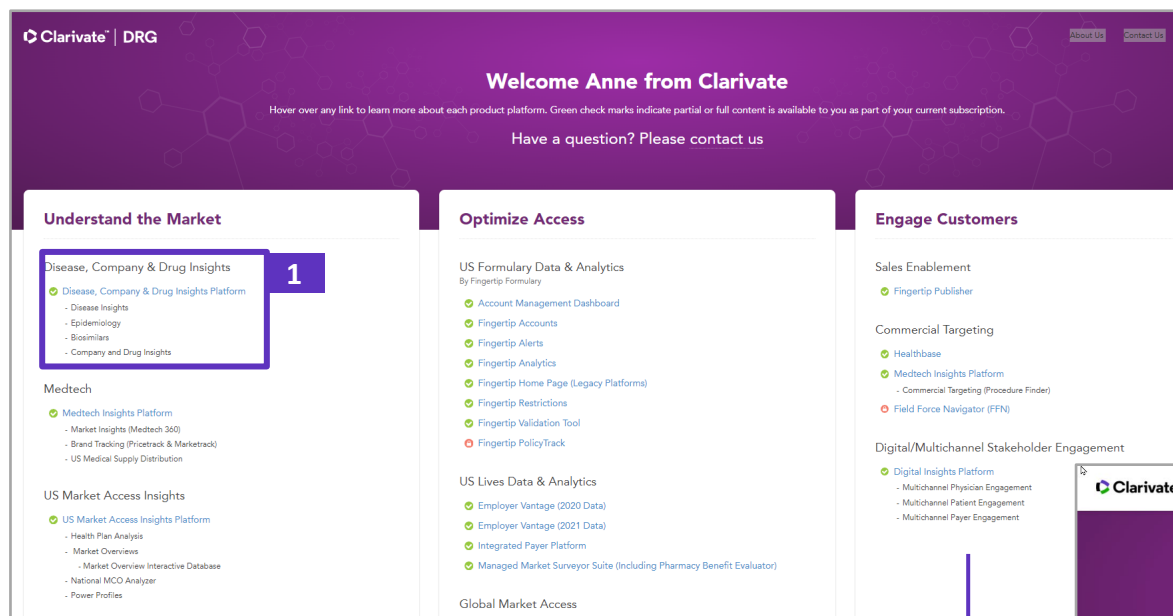 Clarivate™ | DRG
About Us
Contact Us
Welcome Anne from Clarivate
Hover over any link to learn more about each product platform. Green check marks indicate partial or full content is available to you as part of your current subscription.
Have a question? Please contact us
Understand the Market
Disease, Company & Drug Insights
1
Disease, Company & Drug Insights Platform
- Disease Insights
- Epidemiology
- Biosimilars
- Company and Drug Insights
Medtech
Medtech Insights Platform
- Market Insights (Medtech 360)
- Brand Tracking (Pricetrack & Marketrack)
- US Medical Supply Distribution
US Market Access Insights
US Market Access Insights Platform
- Health Plan Analysis
- Market Overviews
- Market Overview Interactive Database
- National MCO Analyzer
- Power Profiles
Optimize Access
US Formulary Data & Analytics
By Fingertip Formulary
Account Management Dashboard
Fingertip Accounts
Fingertip Alerts
Fingertip Analytics
Fingertip Home Page (Legacy Platforms)
Fingertip Restrictions
Fingertip Validation Tool
Fingertip PolicyTrack
US Lives Data & Analytics
Employer Vantage (2020 Data)
Employer Vantage (2021 Data)
Integrated Payer Platform
Managed Market Surveyor Suite (Including Pharmacy Benefit Evaluator)
Global Market Access
Engage Customers
Sales Enablement
Fingertip Publisher
Commercial Targeting
Healthbase
Medtech Insights Platform
- Commercial Targeting (Procedure Finder)
Field Force Navigator (FFN)
Digital/Multichannel Stakeholder Engagement
Digital Insights Platform
- Multichannel Physician Engagement
- Multichannel Patient Engagement
- Multichannel Payer Engagement
Clarivate